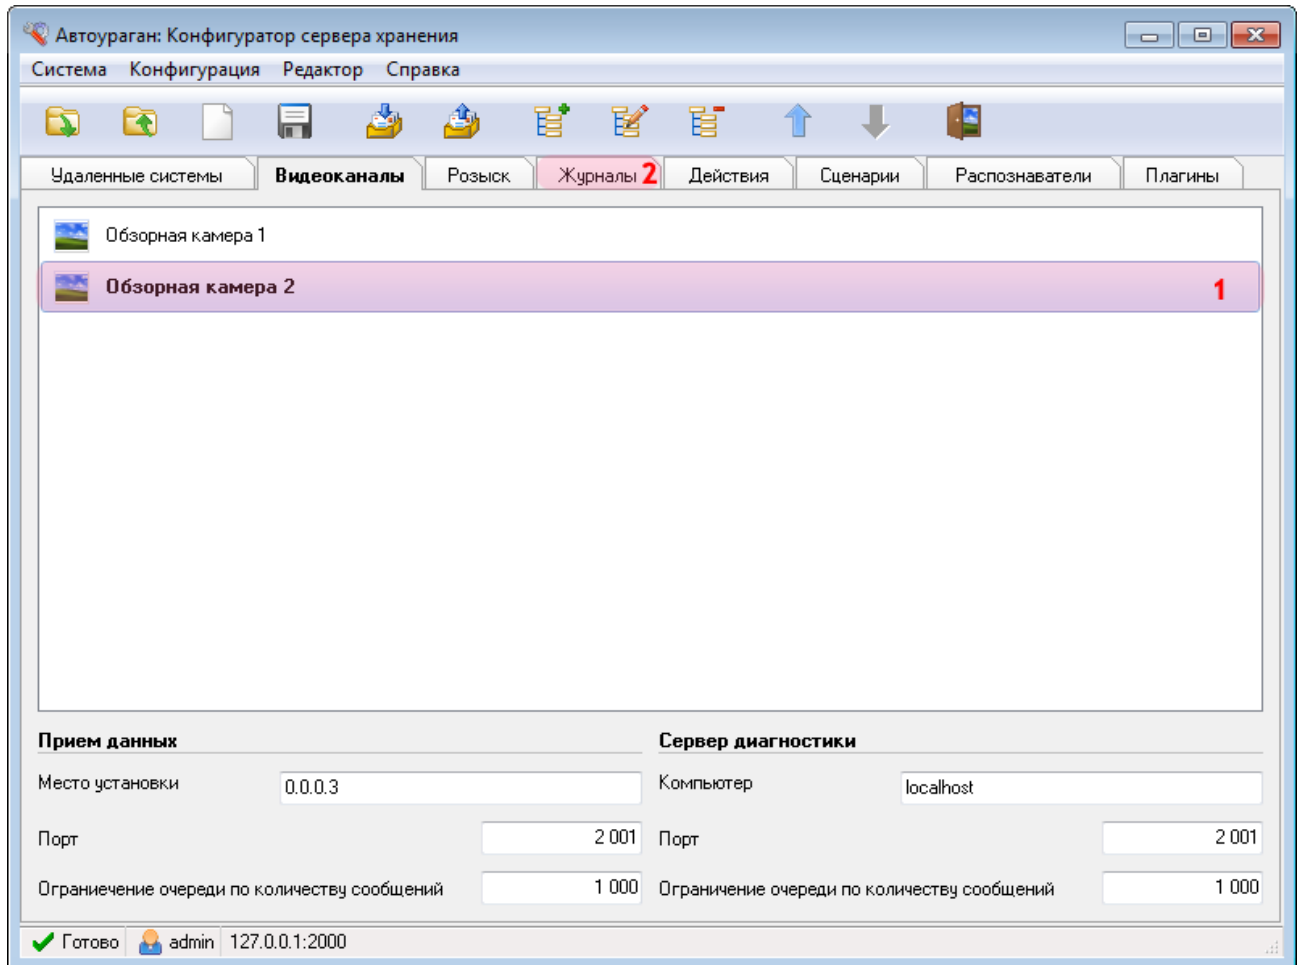 Автоураган: Конфигуратор сервера хранения
Система Конфигурация Редактор Справка
Удаленные системы Видеоканалы Розыск Журналы 2 Действия Сценарии Распознаватели Плагины
Обзорная камера 1
Обзорная камера 2 1
Прием данных Сервер диагностики
Место установки 0.0.0.3 Компьютер localhost
Порт 2 001 Порт 2 001
Ограниечение очереди по количеству сообщений 1 000 Ограничение очереди по количеству сообщений 1 000
Готово admin 127.0.0.1:2000